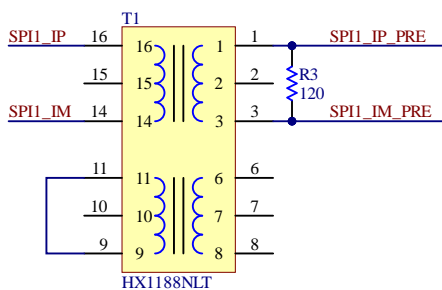 T1
SPI1_IP 16 16 1 1 SPI1_IP_PRE
15 15 2 2 R3
120
SPI1_IM 14 14 3 3 SPI1_IM_PRE
11 11 6 6
10 10 7 7
9 9 8 8
HX1188NLT